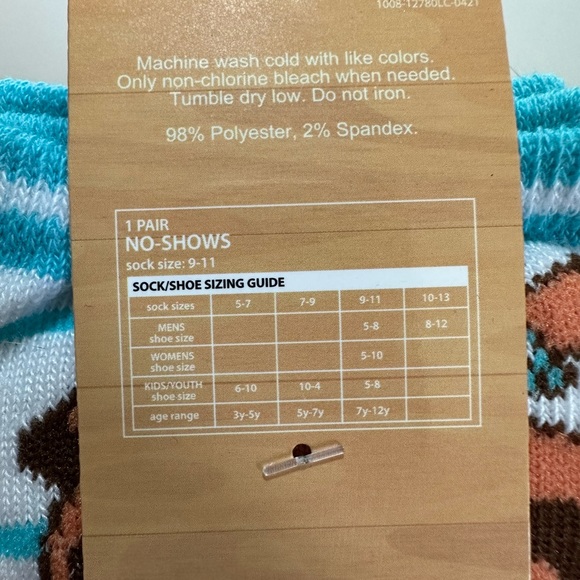 1008-12780LC-0421
Machine wash cold with like colors.
Only non-chlorine bleach when needed.
Tumble dry low. Do not iron.
98% Polyester, 2% Spandex.
1 PAIR
NO-SHOWS
sock size: 9-11
SOCK/SHOE SIZING GUIDE
sock sizes 5-7 7-9 9-11 10-13
MENS
shoe size 5-8 8-12
WOMENS
shoe size 5-10
KIDS/YOUTH
shoe size 6-10 10-4 5-8
age range 3y-5y 5y-7y 7y-12y